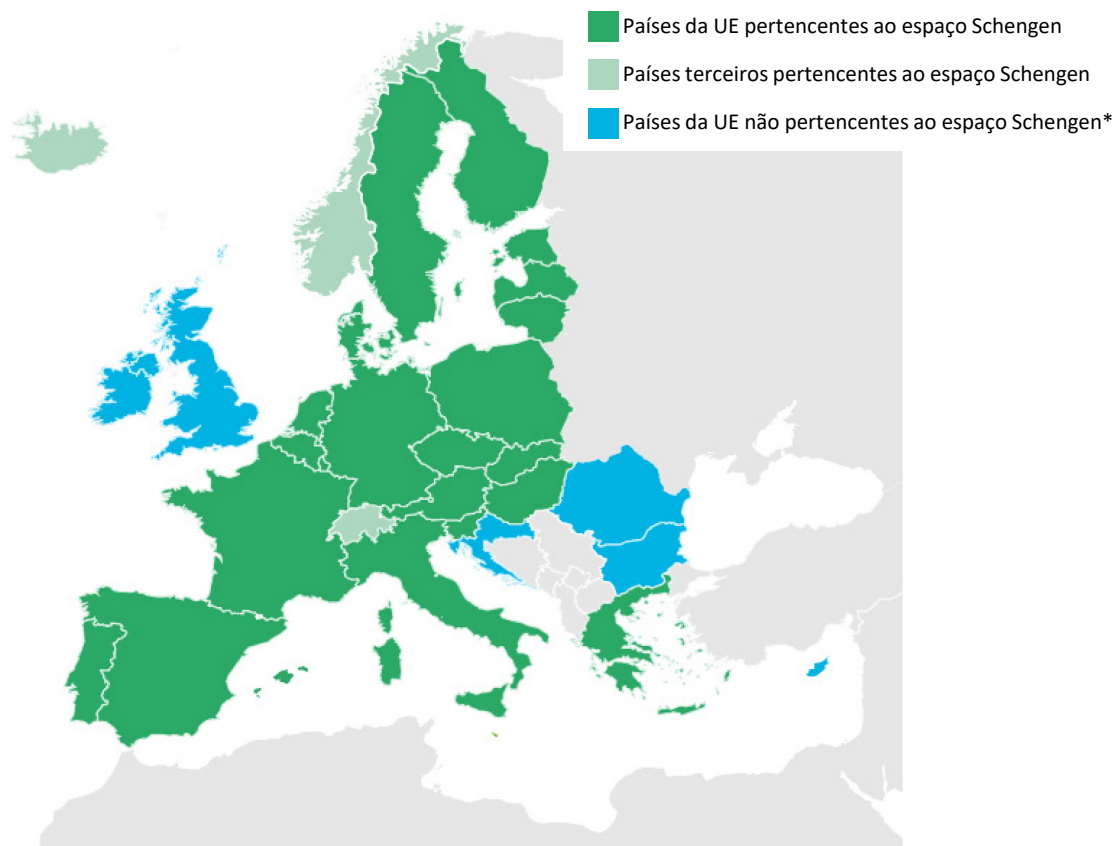 Países da UE pertencentes ao espaço Schengen
Países terceiros pertencentes ao espaço Schengen
Países da UE não pertencentes ao espaço Schengen*